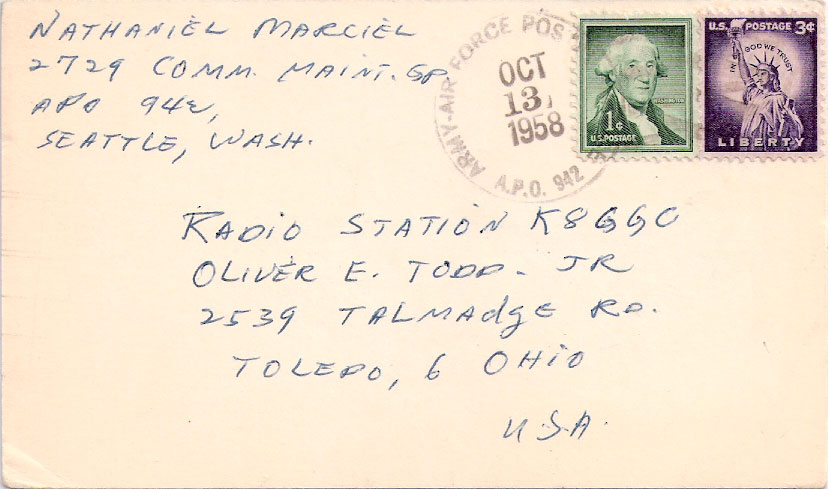 NATHANIEL MARCIEL
2729 COMM. MAINT. GP
APO 942,
SEATTLE, WASH.
ARMY-AIR FORCE POS
OCT
13,
1958
A.P.O. 942
WASHINGTON
1¢
U.S. POSTAGE
U.S. POSTAGE 3¢
IN GOD WE TRUST
LIBERTY
RADIO STATION K8GGC
OLIVER E. TODD. JR
2539 TALMADgE RD.
TOLEDO, 6 OHIO
U.S.A.